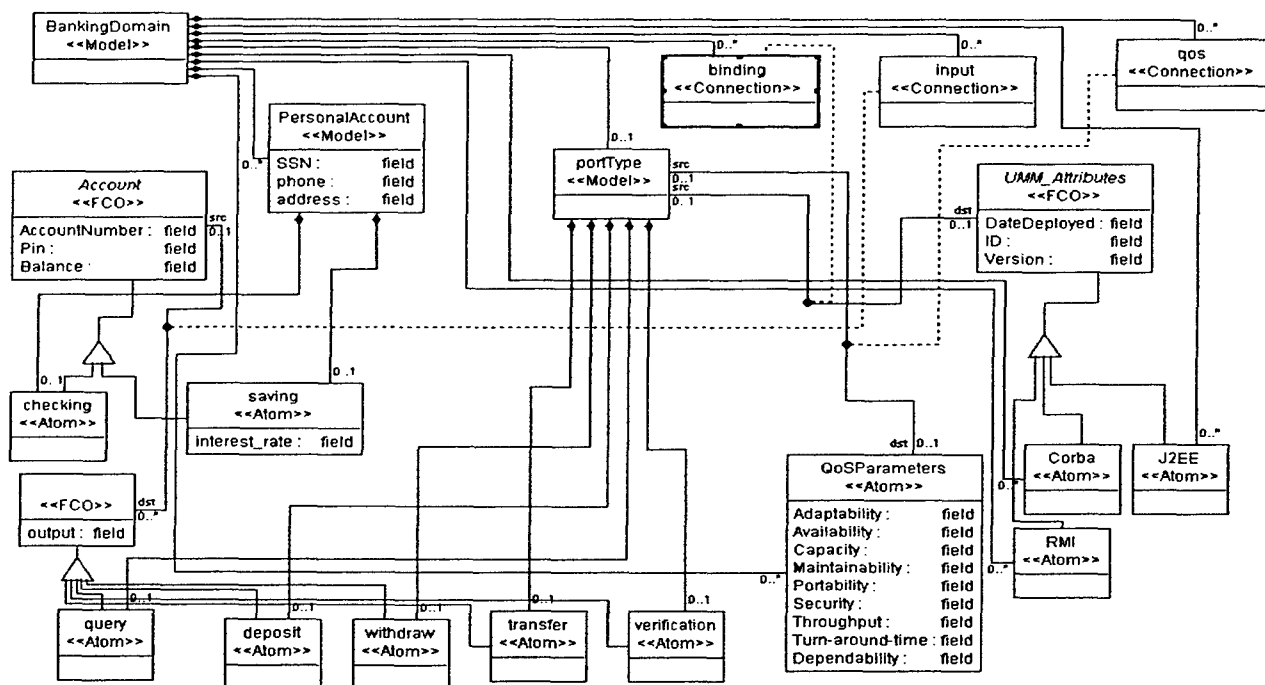 BankingDomain
<<Model>>
0..*
0..*
0..*
binding
<<Connection>>
input
<<Connection>>
qos
<<Connection>>
PersonalAccount
<<Model>>
SSN : field
phone : field
address : field
0..*
0..1
portType
<<Model>>
src
0..1
src
0..1
Account
<<FCO>>
AccountNumber : field
Pin : field
Balance : field
src
0..1
UMM_Attributes
<<FCO>>
DateDeployed : field
ID : field
Version : field
dst
0..1
0..1
checking
<<Atom>>
0..1
saving
<<Atom>>
interest_rate : field
<<FCO>>
output : field
dst
0..*
dst
0..1
QoSParameters
<<Atom>>
Adaptability : field
Availability : field
Capacity : field
Maintainability : field
Portability : field
Security : field
Throughput : field
Turn-around-time : field
Dependability : field
0..*
0..*
Corba
<<Atom>>
0..*
J2EE
<<Atom>>
0..*
RMI
<<Atom>>
0..1
query
<<Atom>>
0..1
deposit
<<Atom>>
0..1
withdraw
<<Atom>>
0..1
transfer
<<Atom>>
0..1
verification
<<Atom>>